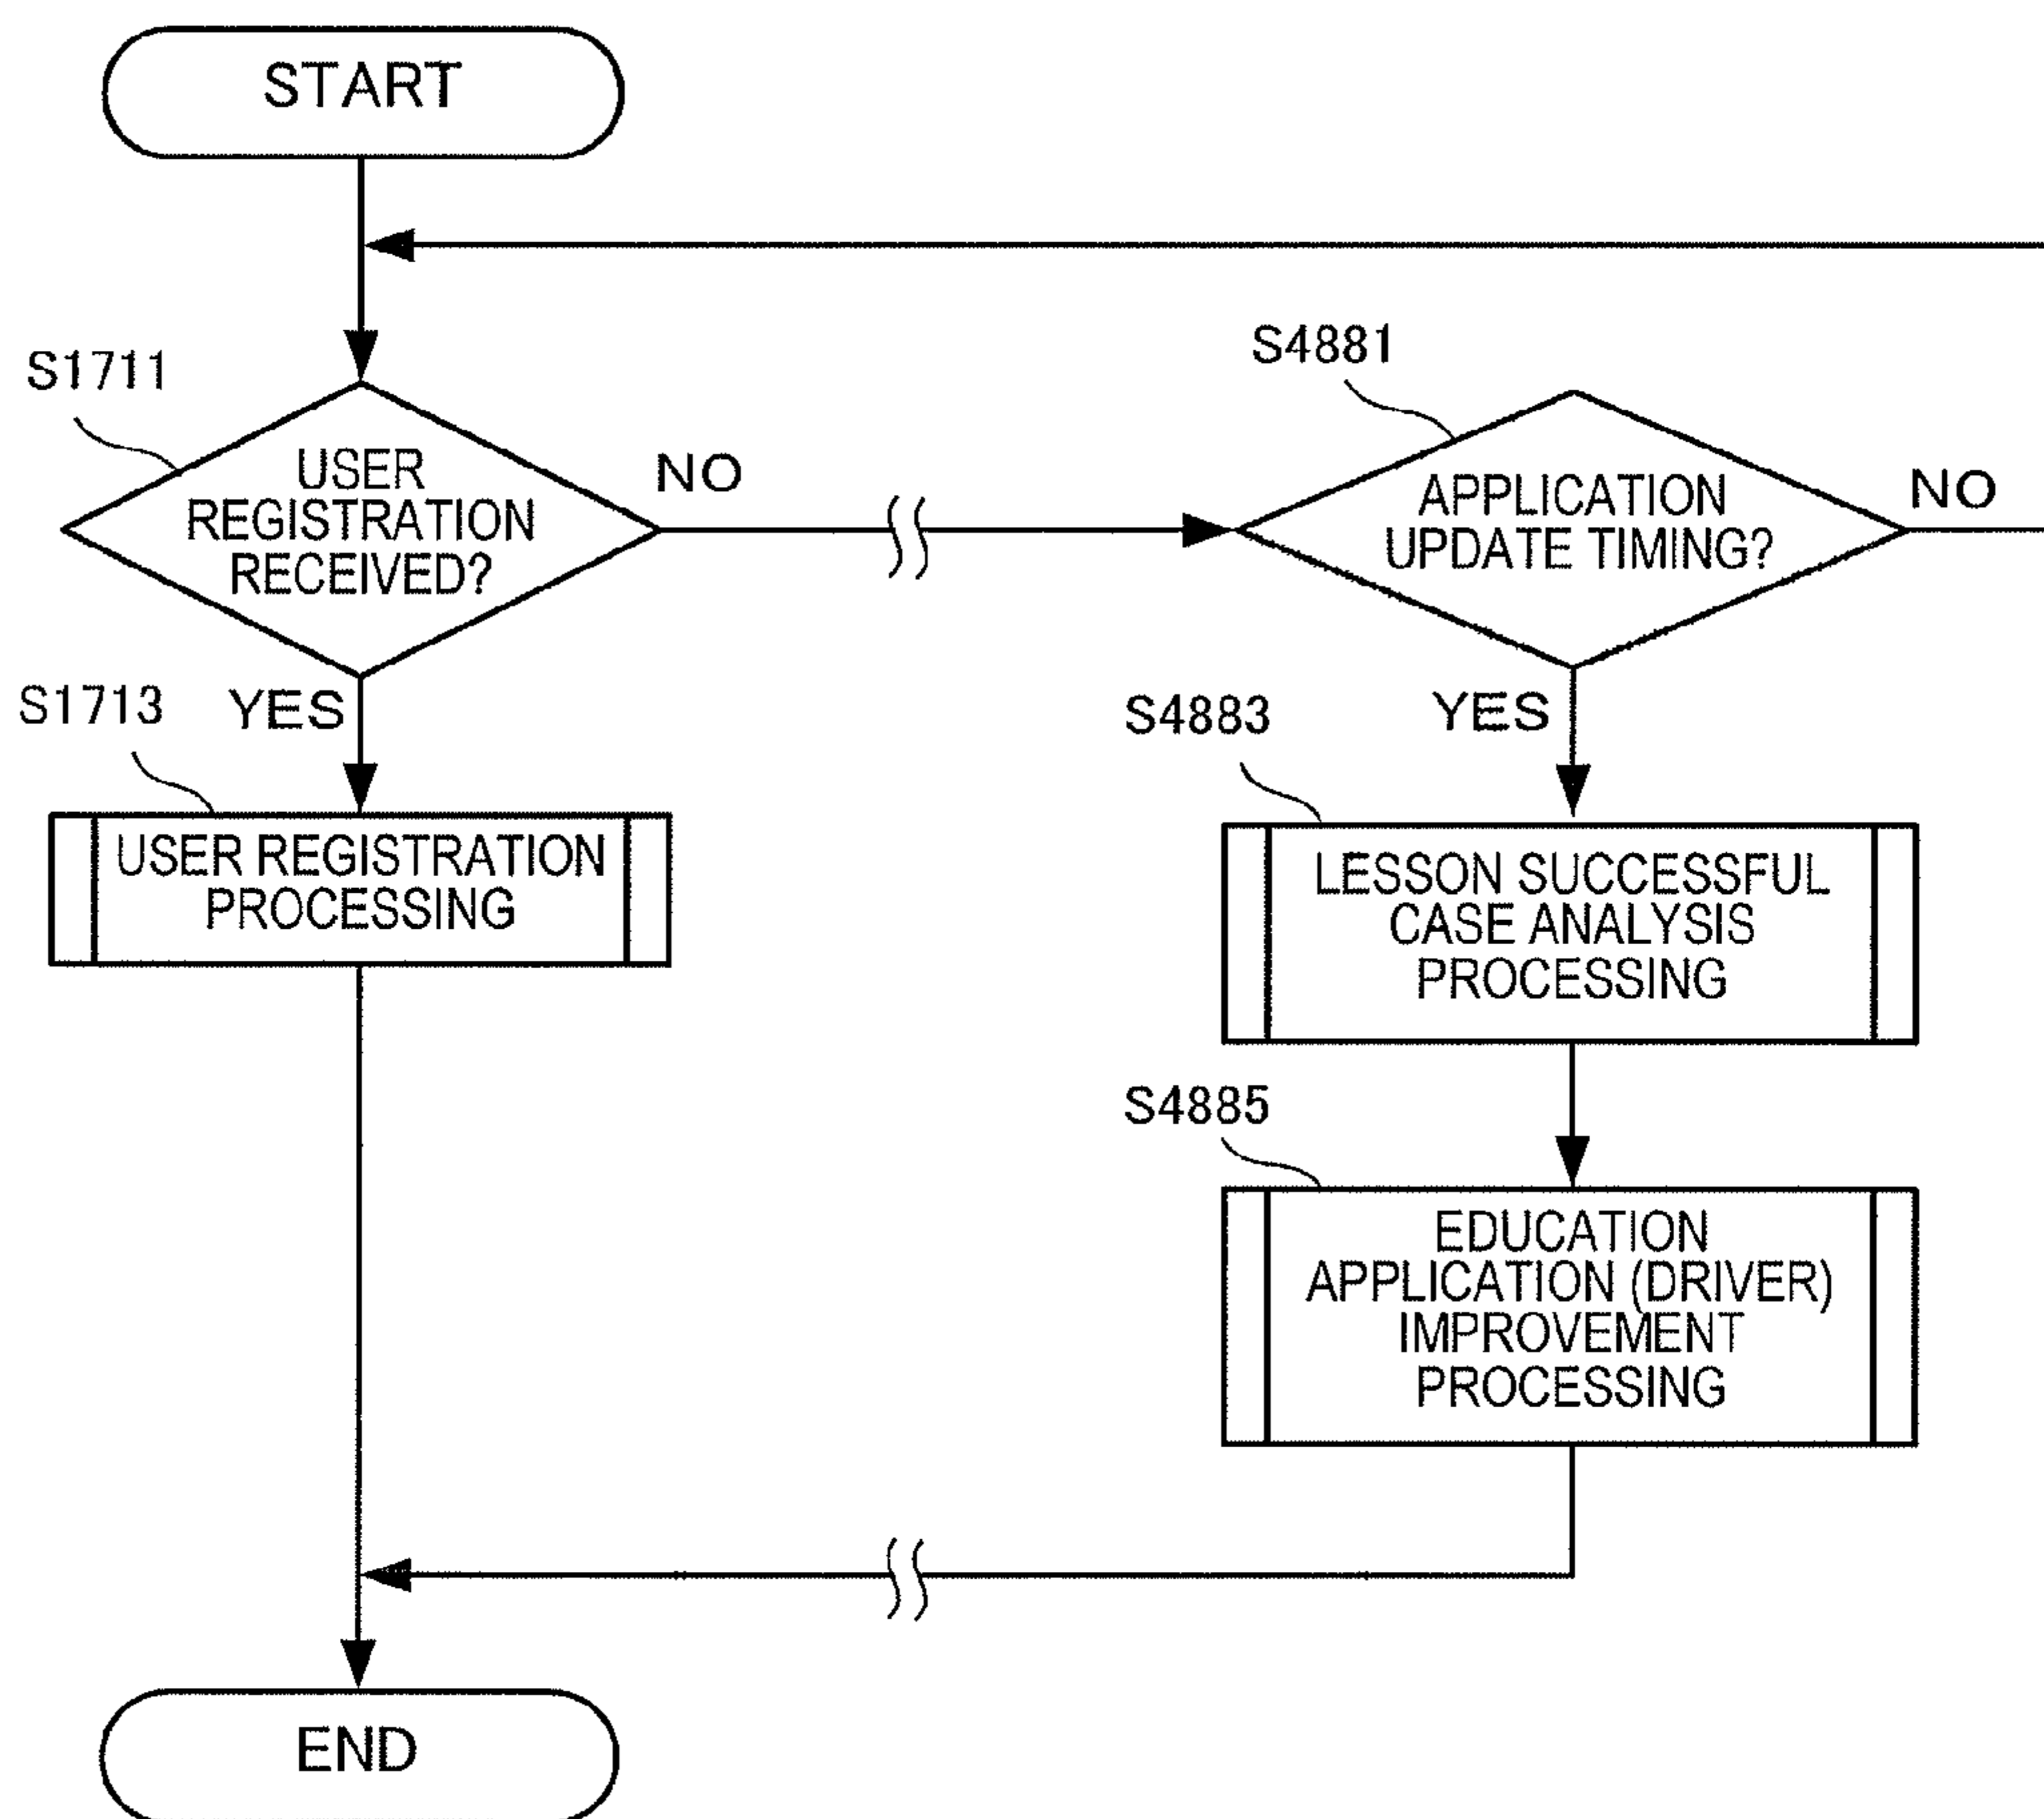 START
S1711
USER
REGISTRATION
RECEIVED?
NO
S4881
APPLICATION
UPDATE TIMING?
NO
S1713
YES
USER REGISTRATION
PROCESSING
S4883
YES
LESSON SUCCESSFUL
CASE ANALYSIS
PROCESSING
S4885
EDUCATION
APPLICATION (DRIVER)
IMPROVEMENT
PROCESSING
END